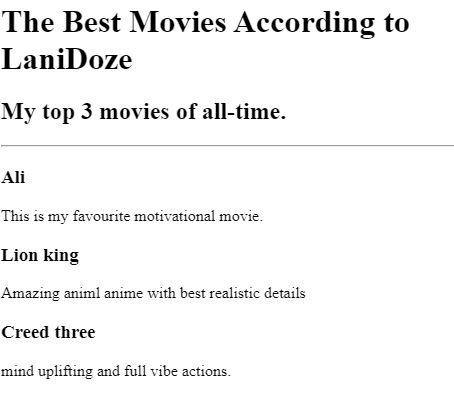 The Best Movies According to
LaniDoze
My top 3 movies of all-time.
Ali
This is my favourite motivational movie.
Lion king
Amazing animl anime with best realistic details
Creed three
mind uplifting and full vibe actions.